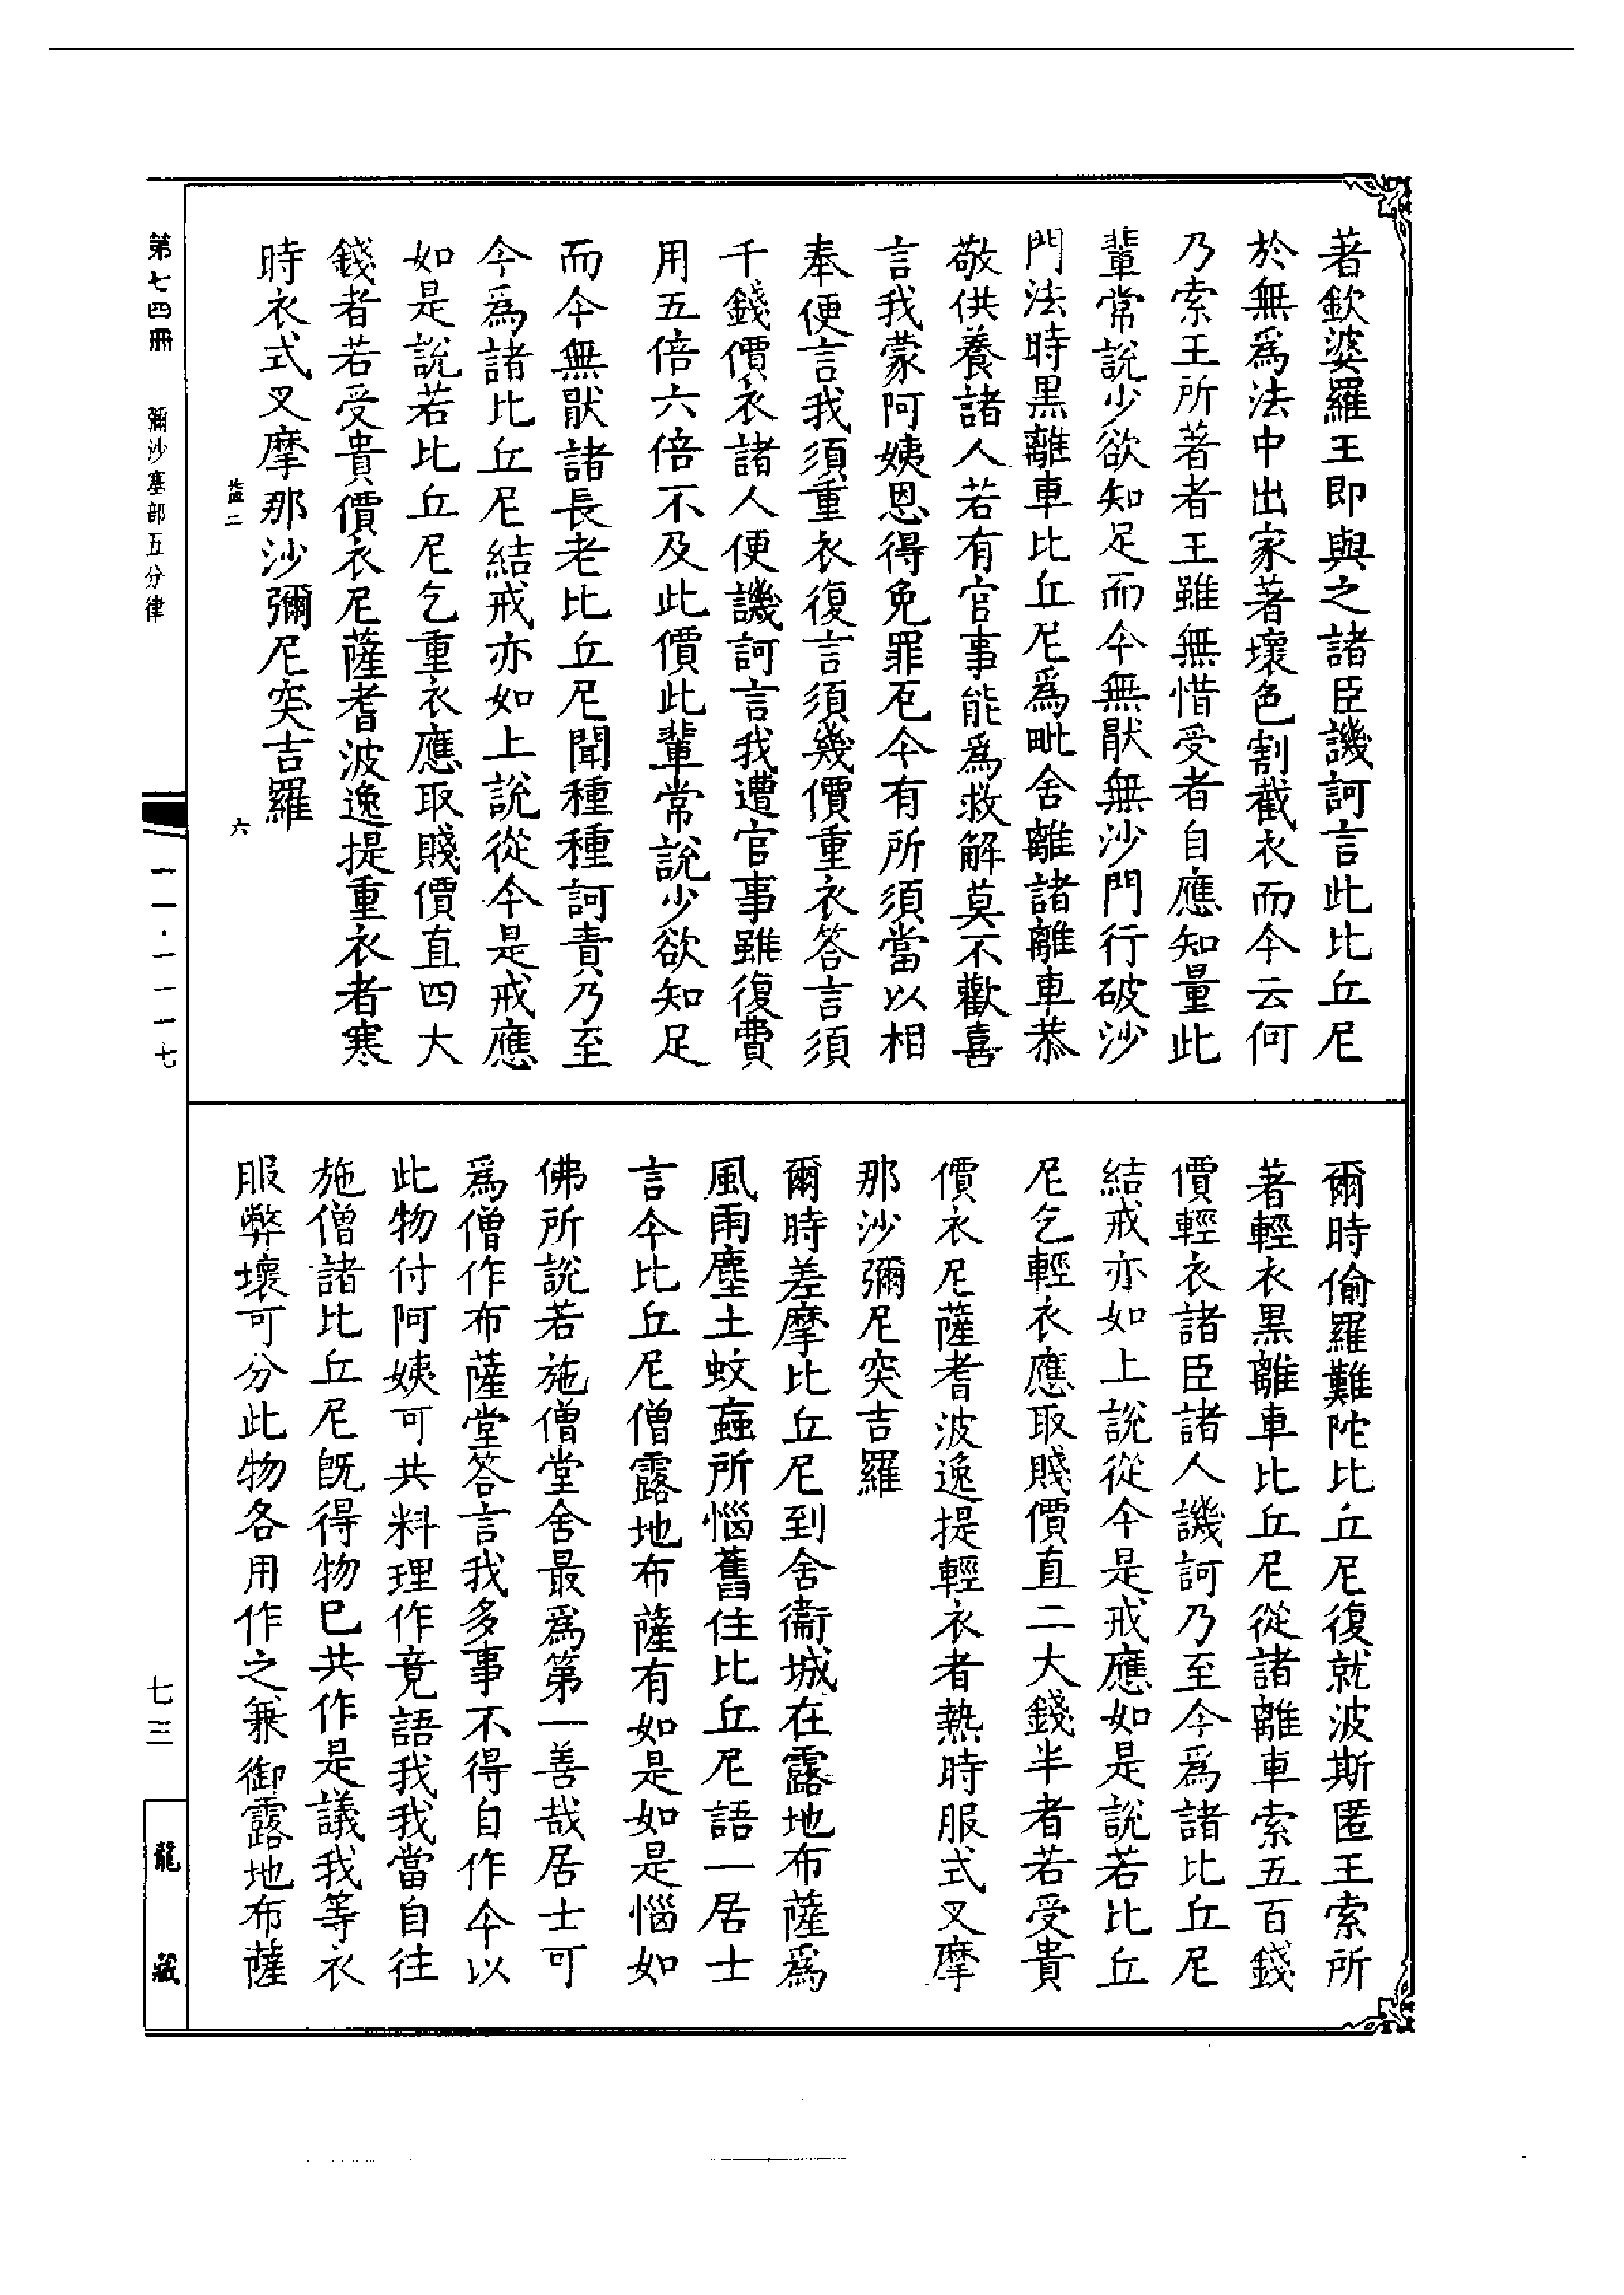 著欽婆羅王即與之諸臣譏訶言此比丘尼
於無爲法中出家著壞色割截衣而今云何
乃索王所著者王雖無惜受者自應知量此
輩常說少欲知足而今無猒無沙門行破沙
門法時黑離車比丘尼爲毗舍離諸離車恭
敬供養諸人若有官事能爲救解莫不歡喜
言我蒙阿姨恩得免罪厄今有所須當以相
奉便言我須重衣復言須幾價重衣答言須
千錢價衣諸人便譏訶言我遭官事雖復費
用五倍六倍不及此價此輩常說少欲知足
而今無猒諸長老比丘尼聞種種訶責乃至
今爲諸比丘尼結戒亦如上說從今是戒應
如是說若比丘尼乞重衣應取賤價直四大
錢者若受貴價衣尼薩耆波逸提重衣者寒
時衣式叉摩那沙彌尼突吉羅
益二 六
爾時偷羅難陀比丘尼復就波斯匿王索所
著輕衣黑離車比丘尼從諸離車索五百錢
價輕衣諸臣諸人譏訶乃至今爲諸比丘尼
結戒亦如上說從今是戒應如是說若比丘
尼乞輕衣應取賤價直二大錢半者若受貴
價衣尼薩耆波逸提輕衣者熱時服式叉摩
那沙彌尼突吉羅
爾時差摩比丘尼到舍衞城在露地布薩爲
風雨塵土蚊蝱所惱舊住比丘尼語一居士
言今比丘尼僧露地布薩有如是如是惱如
佛所說若施僧堂舍最爲第一善哉居士可
爲僧作布薩堂答言我多事不得自作今以
此物付阿姨可共料理作竟語我我當自往
施僧諸比丘尼旣得物已共作是議我等衣
服弊壞可分此物各用作之兼御露地布薩
第七四冊 彌沙塞部五分律
一一·一一一七
七三
龍藏